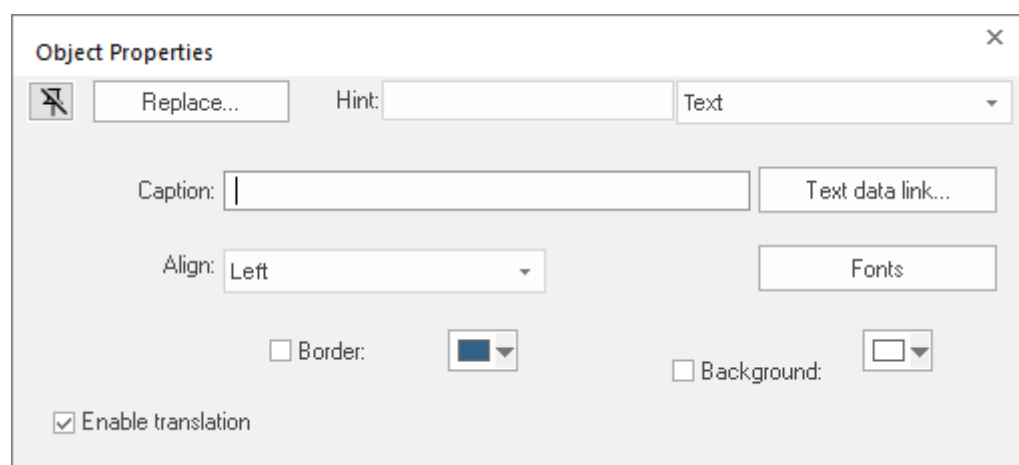 Object Properties
Replace... Hint: Text
Caption: Text data link...
Align: Left Fonts
Border: Background:
Enable translation